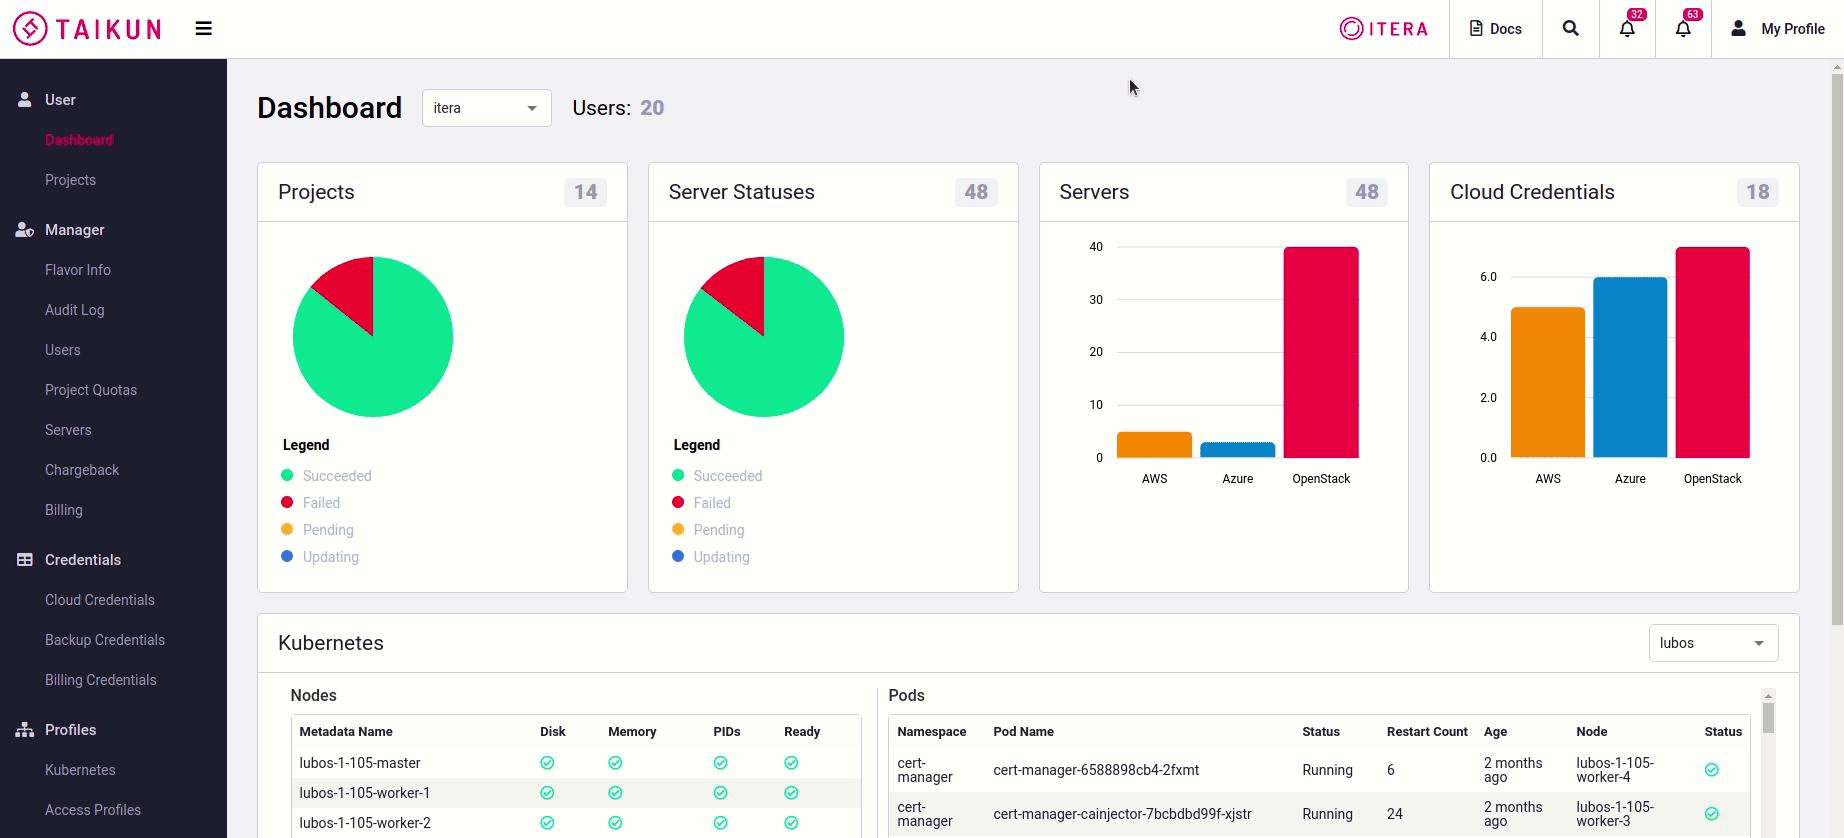 TAIKUN
ITERA
Docs
32
63
My Profile
User
Dashboard
Projects
Manager
Flavor Info
Audit Log
Users
Project Quotas
Servers
Chargeback
Billing
Credentials
Cloud Credentials
Backup Credentials
Billing Credentials
Profiles
Kubernetes
Access Profiles
Dashboard
itera
Users: 20
Projects 14
Legend
Succeeded
Failed
Pending
Updating
Server Statuses 48
Legend
Succeeded
Failed
Pending
Updating
Servers 48
40
30
20
10
0
AWS Azure OpenStack
Cloud Credentials 18
6.0
4.0
2.0
0.0
AWS Azure OpenStack
Kubernetes
lubos
Nodes
Metadata Name Disk Memory PIDs Ready
lubos-1-105-master
lubos-1-105-worker-1
lubos-1-105-worker-2
Pods
Namespace Pod Name Status Restart Count Age Node Status
cert-manager cert-manager-6588898cb4-2fxmt Running 6 2 months ago lubos-1-105-worker-4
cert-manager cert-manager-cainjector-7bcbdbd99f-xjstr Running 24 2 months ago lubos-1-105-worker-3